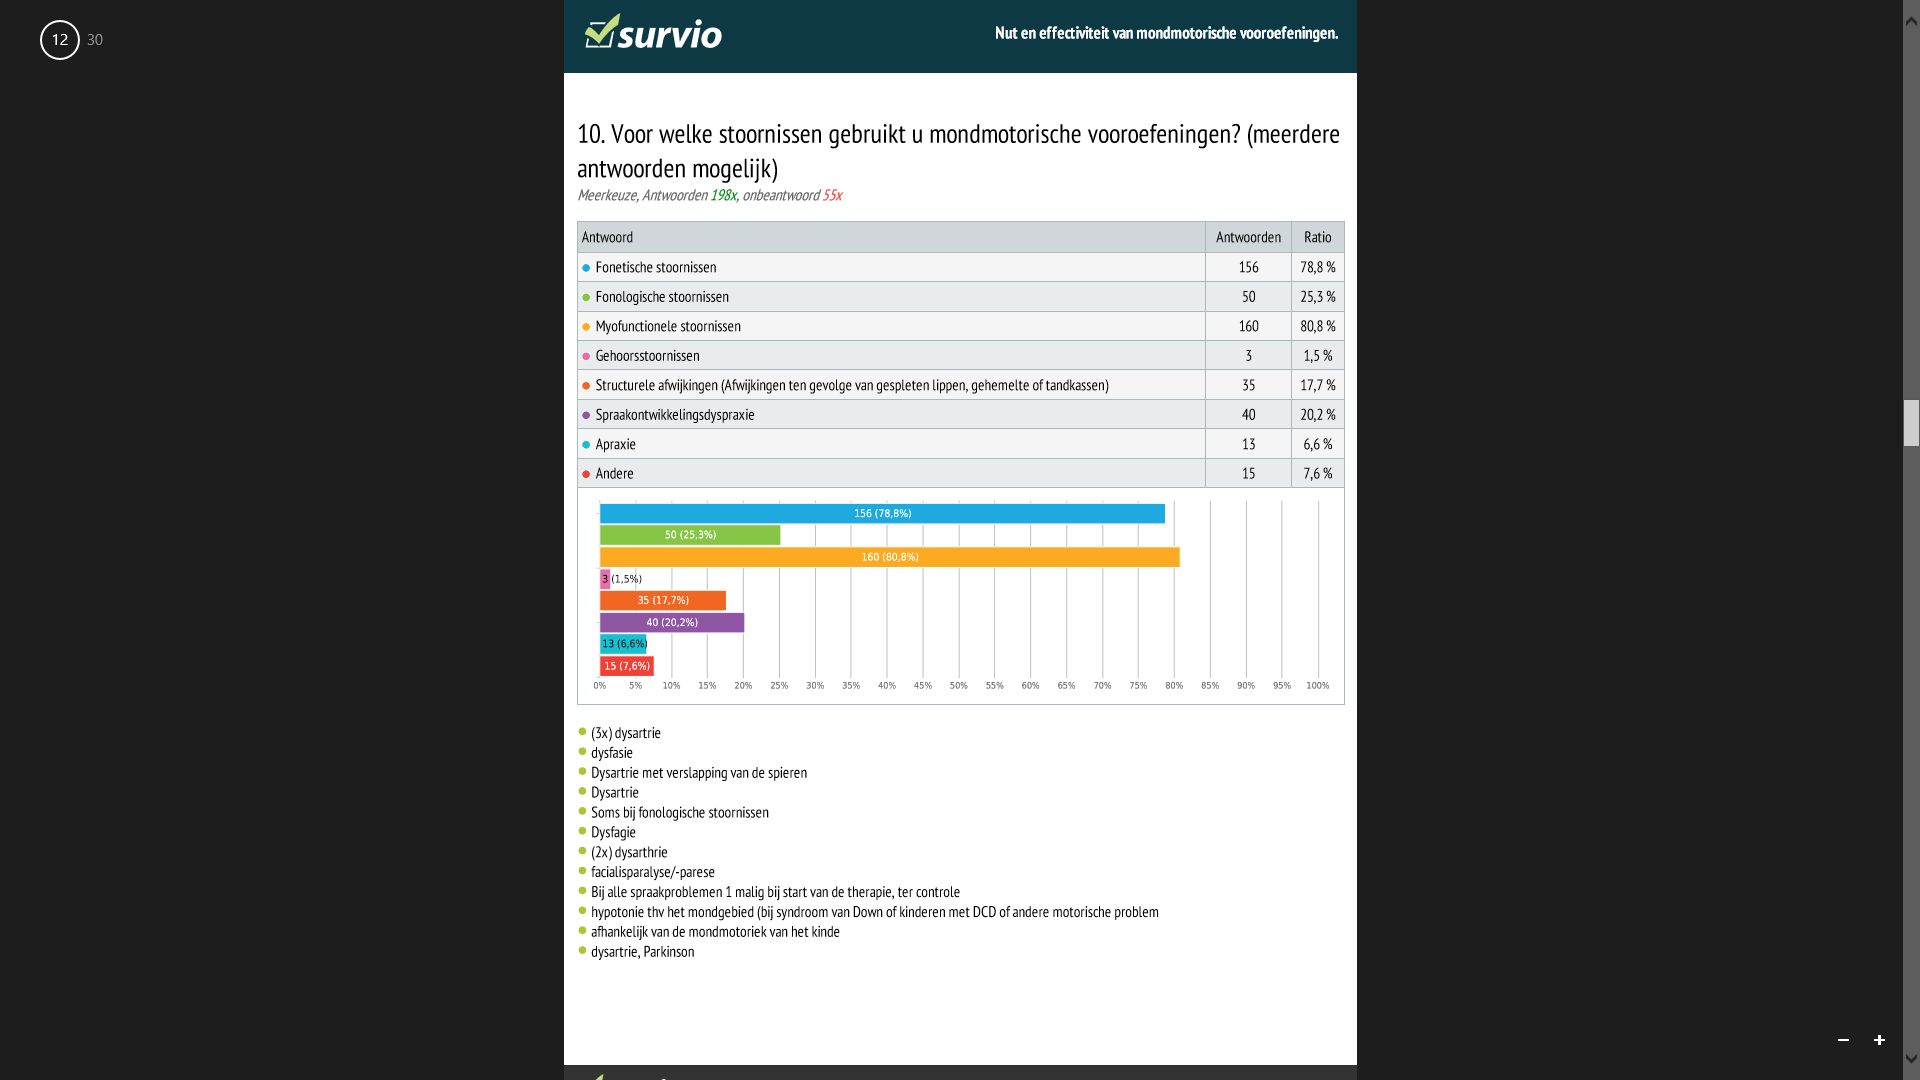 12 30
survio
Nut en effectiviteit van mondmotorische vooroefeningen.
10. Voor welke stoornissen gebruikt u mondmotorische vooroefeningen? (meerdere
antwoorden mogelijk)
Meerkeuze, Antwoorden 198x, onbeantwoord 55x
Antwoord Antwoorden Ratio
Fonetische stoornissen 156 78,8 %
Fonologische stoornissen 50 25,3 %
Myofunctionele stoornissen 160 80,8 %
Gehoorsstoornissen 3 1,5 %
Structurele afwijkingen (Afwijkingen ten gevolge van gespleten lippen, gehemelte of tandkassen) 35 17,7 %
Spraakontwikkelingsdyspraxie 40 20,2 %
Apraxie 13 6,6 %
Andere 15 7,6 %
156 (78,8%)
50 (25,3%)
160 (80,8%)
3 (1,5%)
35 (17,7%)
40 (20,2%)
13 (6,6%)
15 (7,6%)
0% 5% 10% 15% 20% 25% 30% 35% 40% 45% 50% 55% 60% 65% 70% 75% 80% 85% 90% 95% 100%
(3x) dysartrie
dysfasie
Dysartrie met verslapping van de spieren
Dysartrie
Soms bij fonologische stoornissen
Dysfagie
(2x) dysarthrie
facialisparalyse/-parese
Bij alle spraakproblemen 1 malig bij start van de therapie, ter controle
hypotonie thv het mondgebied (bij syndroom van Down of kinderen met DCD of andere motorische problem
afhankelijk van de mondmotoriek van het kinde
dysartrie, Parkinson